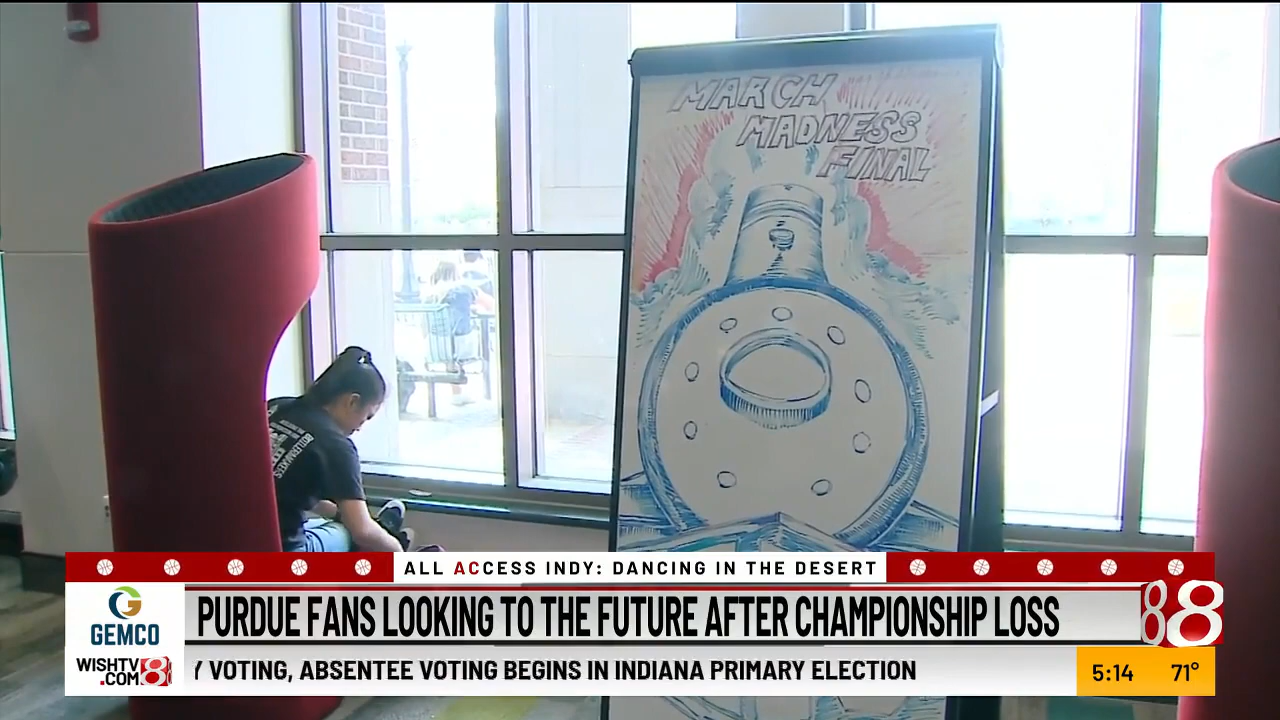 MARCH
MADNESS
FINAL
ALL ACCESS INDY: DANCING IN THE DESERT
GEMCO
PURDUE FANS LOOKING TO THE FUTURE AFTER CHAMPIONSHIP LOSS
8
WISHTV
.COM 8
Y VOTING, ABSENTEE VOTING BEGINS IN INDIANA PRIMARY ELECTION
5:14 71°